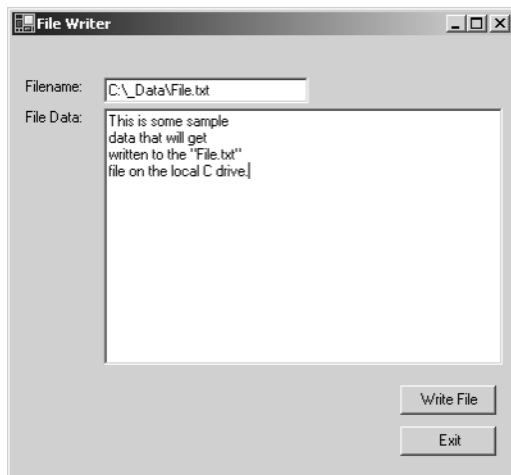 File Writer
Filename:
C:\_Data\File.txt
File Data:
This is some sample
data that will get
written to the "File.txt"
file on the local C drive.
Write File
Exit